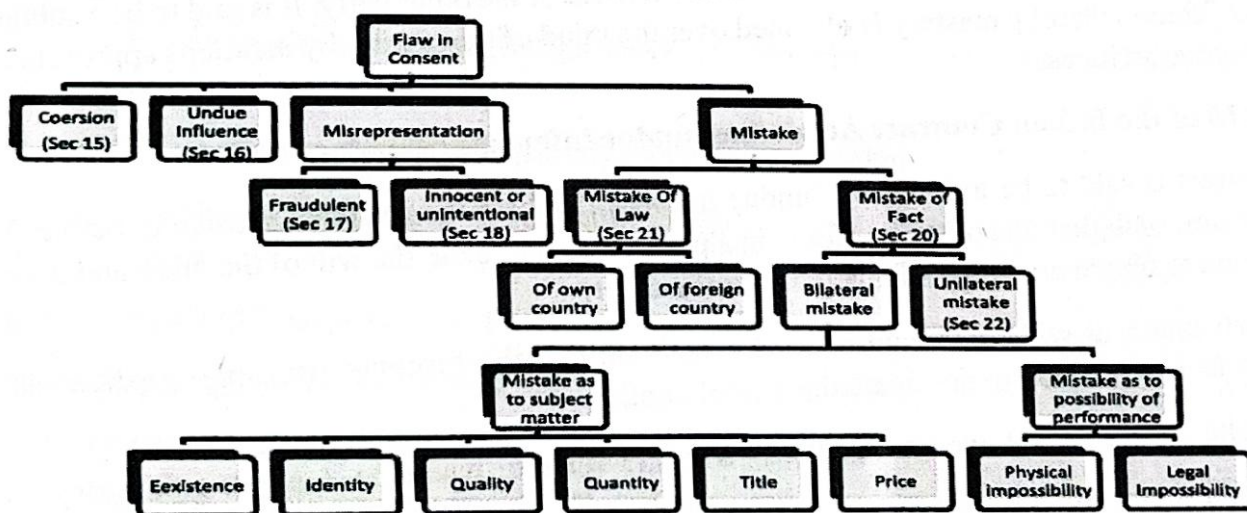 Flaw in
Consent
Coersion
(Sec 15)
Undue
Influence
(Sec 16)
Misrepresentation
Mistake
Fraudulent
(Sec 17)
Innocent or
unintentional
(Sec 18)
Mistake Of
Law
(Sec 21)
Mistake of
Fact
(Sec 20)
Of own
country
Of foreign
country
Bilateral
mistake
Unilateral
mistake
(Sec 22)
Mistake as
to subject
matter
Mistake as to
possibility of
performance
Eexistence
Identity
Quality
Quantity
Title
Price
Physical
impossibility
Legal
Impossibility